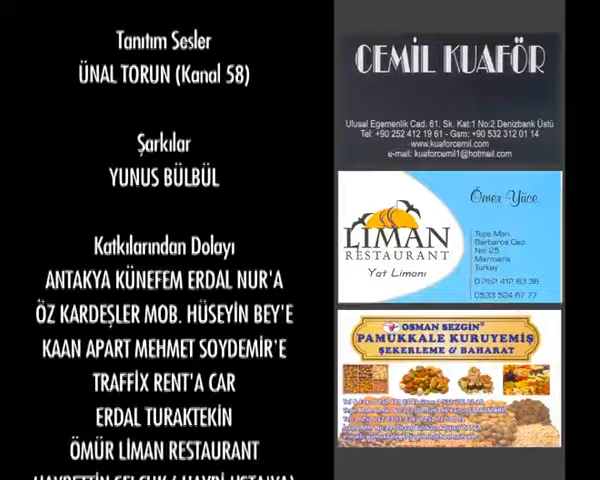 Tanıtım Sesler
ÜNAL TORUN (Kanal 58)
Şarkılar
YUNUS BÜLBÜL
Katkılarından Dolayı
ANTAKYA KÜNEFEM ERDAL NUR'A
ÖZ KARDEŞLER MOB. HÜSEYİN BEY'E
KAAN APART MEHMET SOYDEMİR'E
TRAFFİX RENT'A CAR
ERDAL TURAKTEKİN
ÖMÜR LİMAN RESTAURANT
CEMİL KUAFÖR
Ulusal Egemenlik Cad. 61. Sk. Kat:1 No:2 Denizbank Üstü
Tel: +90 252 412 19 61 - Gsm: +90 532 312 01 14
www.kuaforcemil.com
e-mail: kuaforcemil1@hotmail.com
Ömer Yüce
LIMAN
RESTAURANT
Yat Limanı
Tepe Mah.
Barbaros Cad.
No: 25
Marmaris
Turkey
0 252 412 63 36
0533 524 67 77
OSMAN SEZGİN
PAMUKKALE KURUYEMİŞ
ŞEKERLEME & BAHARAT